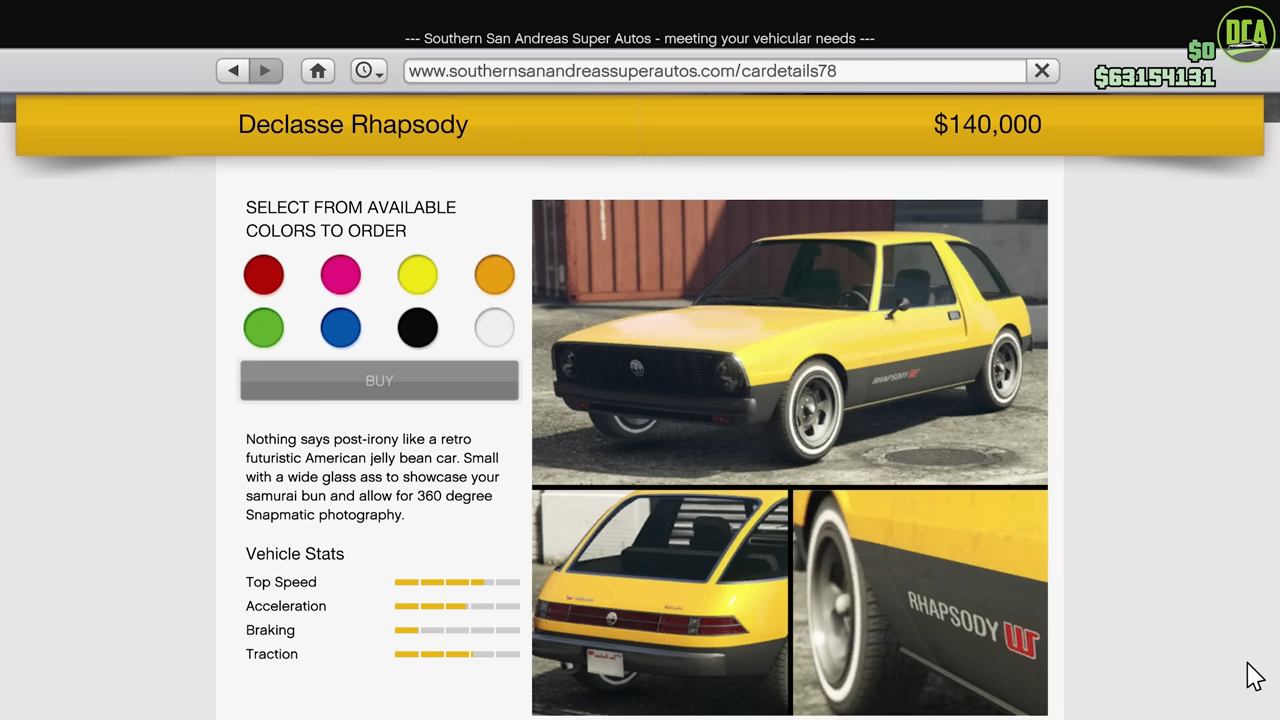 --- Southern San Andreas Super Autos - meeting your vehicular needs ---
DCA
$0
www.southernsanandreassuperautos.com/cardetails78
$63154131
Declasse Rhapsody
$140,000
SELECT FROM AVAILABLE
COLORS TO ORDER
BUY
Nothing says post-irony like a retro
futuristic American jelly bean car. Small
with a wide glass ass to showcase your
samurai bun and allow for 360 degree
Snapmatic photography.
Vehicle Stats
Top Speed
Acceleration
Braking
Traction
RHAPSODY
RHAPSODY